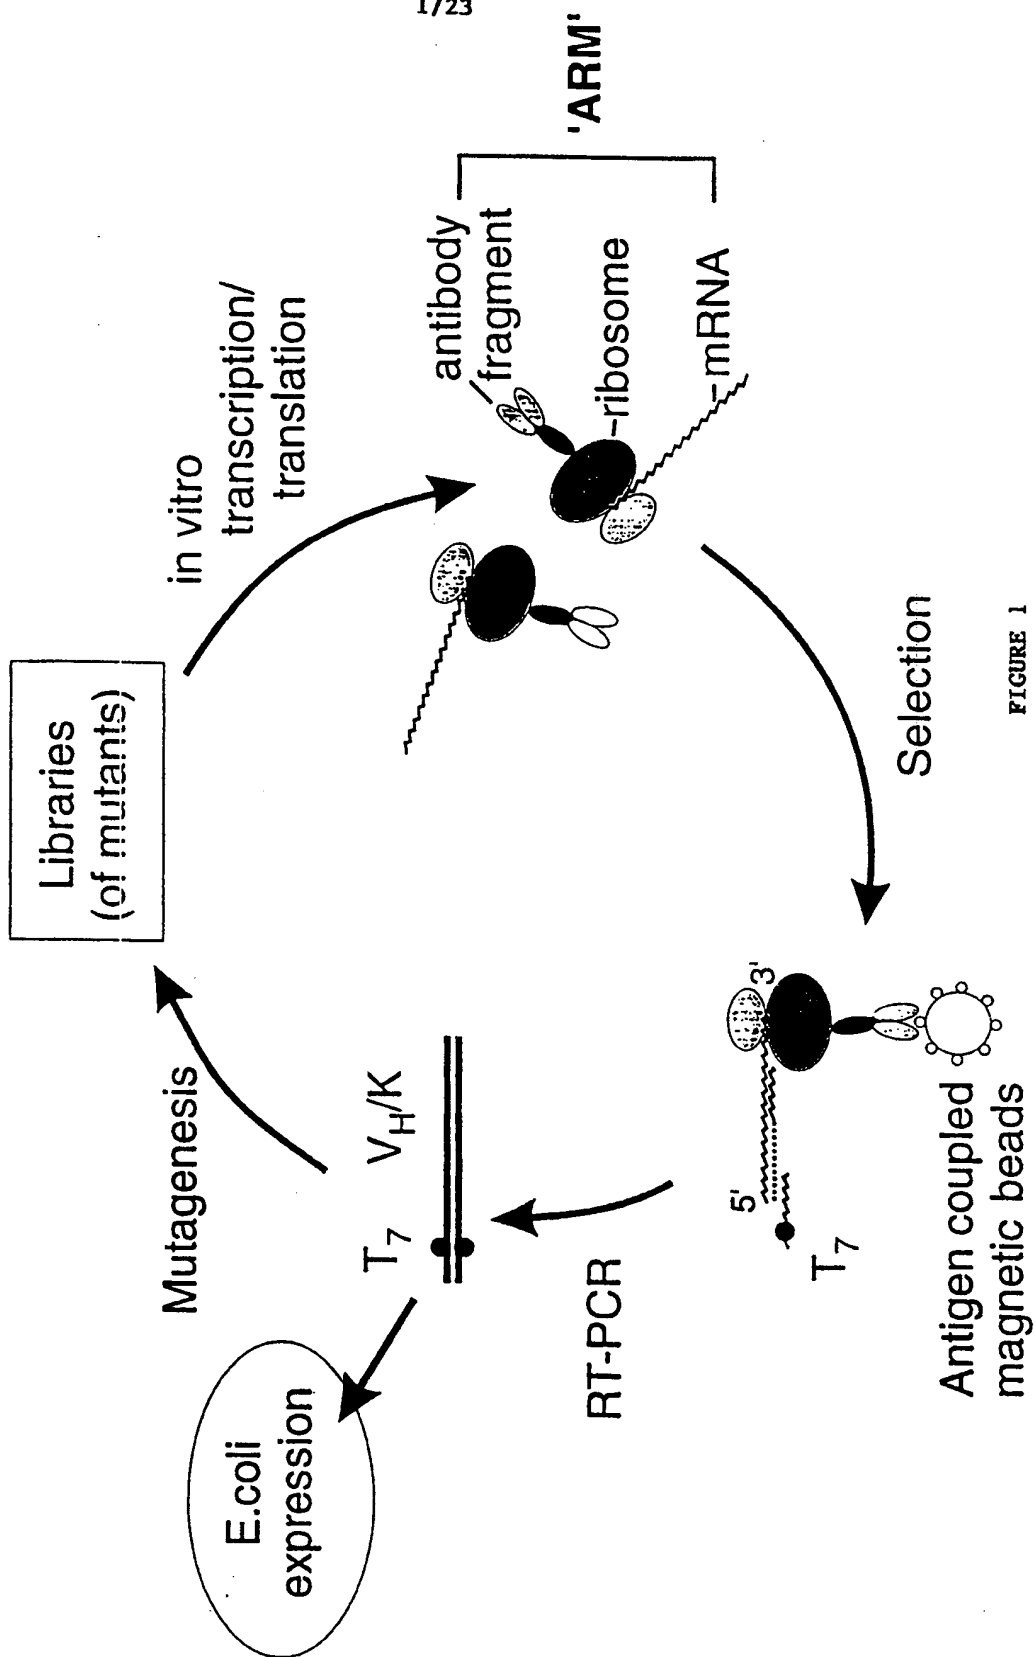 1/23
Libraries
(of mutants)
in vitro
transcription/
translation
antibody
fragment
ribosome
mRNA
'ARM'
Selection
5'
3'
T7
Antigen coupled
magnetic beads
RT-PCR
T7 VH/K
Mutagenesis
E.coli
expression
FIGURE 1